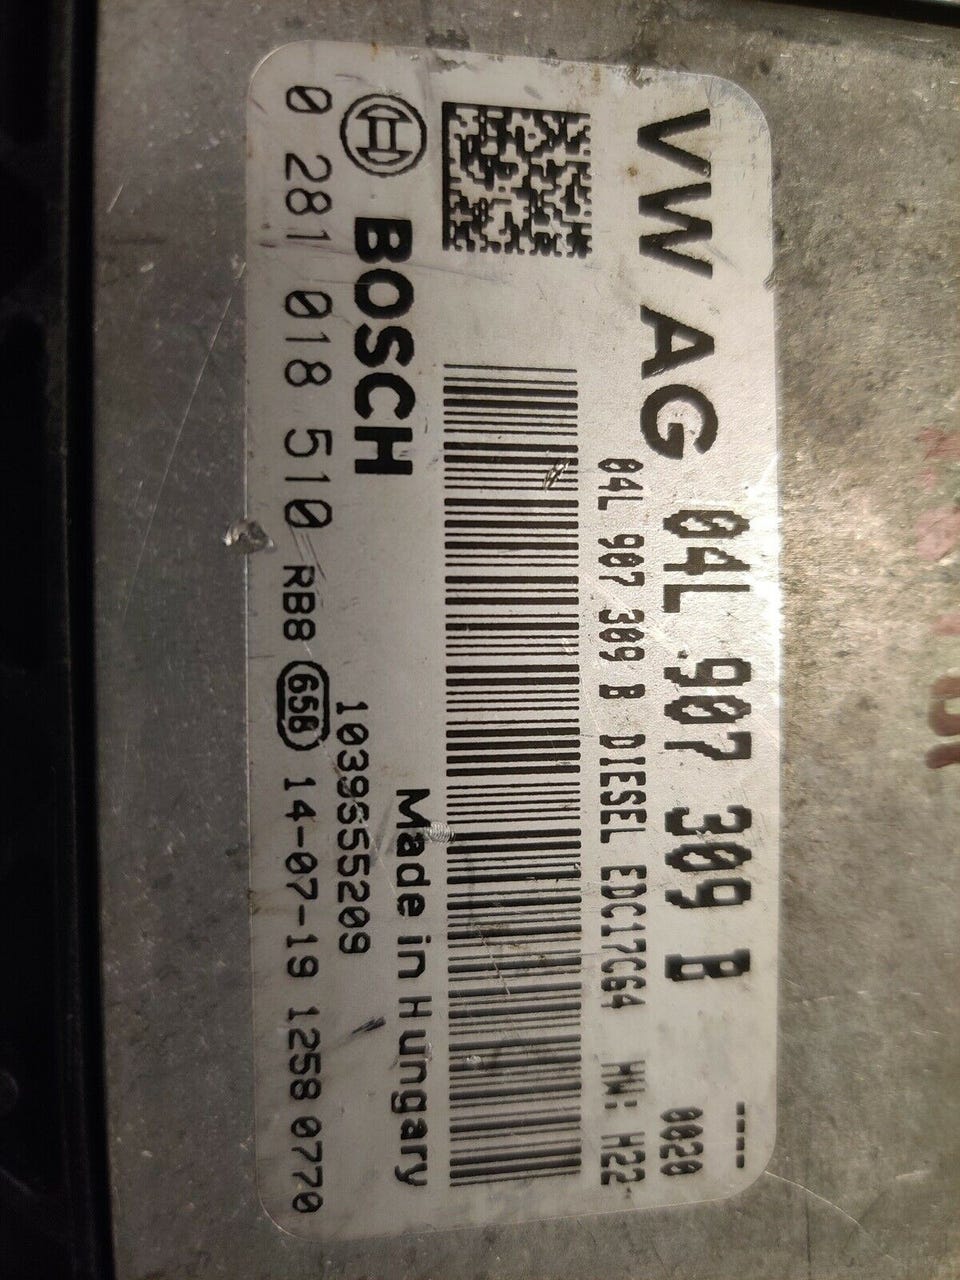 ----
VW AG 04L 907 309 B 0020
04L 907 309 B DIESEL EDC17C64 HW: H22
Made in Hungary
BOSCH 1039S55209
0 281 018 510 RB8 65B 14-07-19 1258 0770